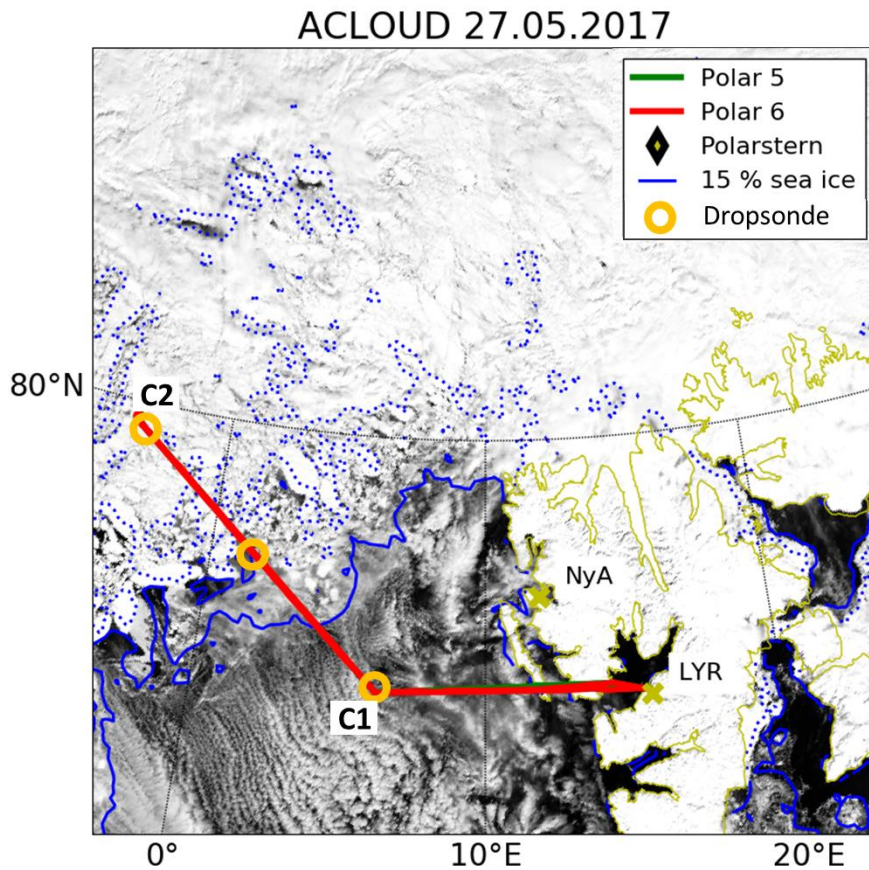 ACLOUD 27.05.2017
Polar 5
Polar 6
Polarstern
15 % sea ice
Dropsonde
80°N
C2
NyA
LYR
C1
0°
10°E
20°E